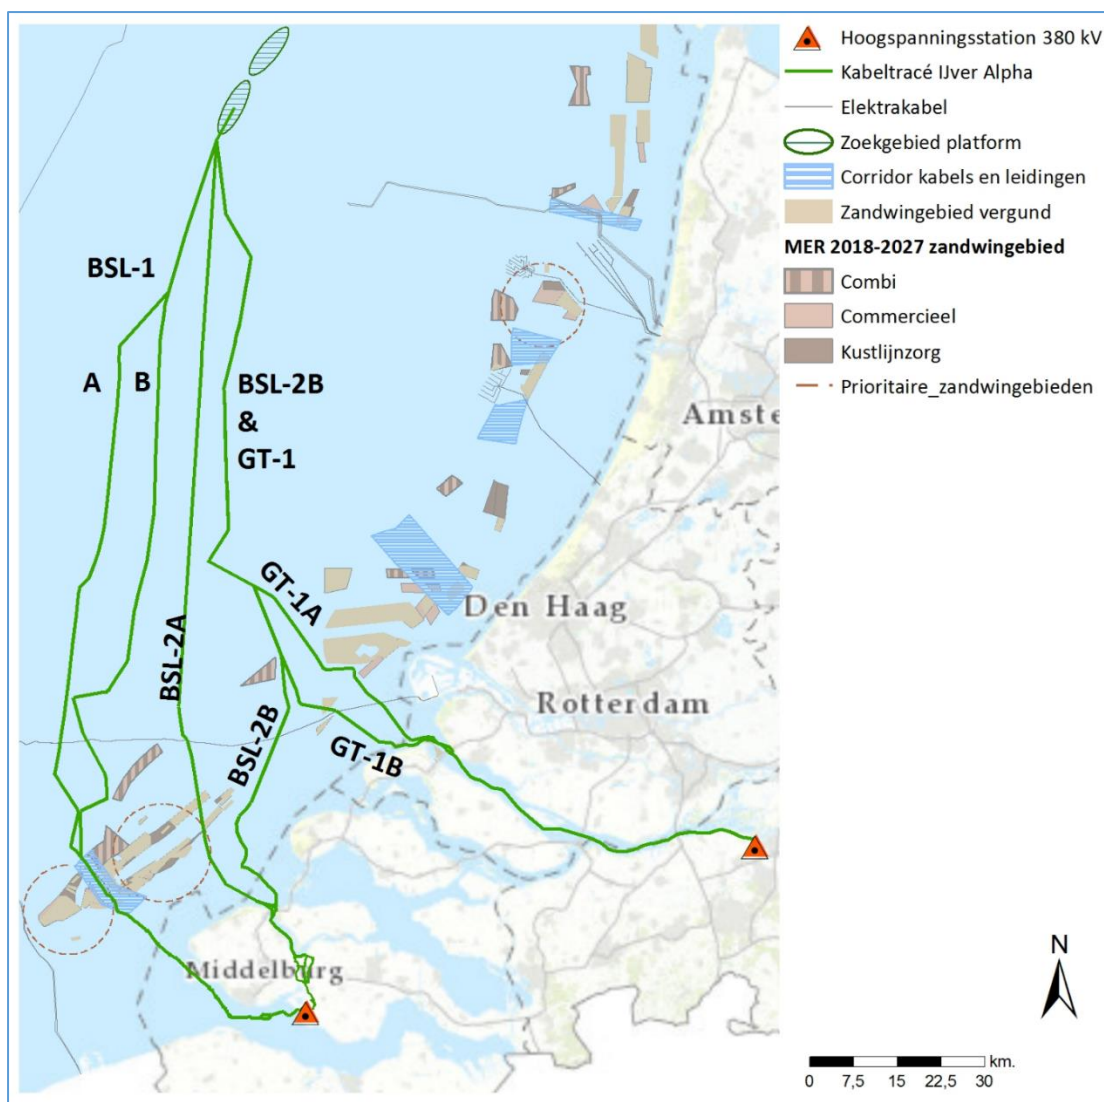 BSL-1
A
B
BSL-2B
&
GT-1
BSL-2A
GT-1A
BSL-2B
GT-1B
Amste
Den Haag
Rotterdam
Middelburg
Hoogspanningsstation 380 kV
Kabeltracé IJver Alpha
Elektrakabel
Zoekgebied platform
Corridor kabels en leidingen
Zandwingebied vergund
MER 2018-2027 zandwingebied
Combi
Commercieel
Kustlijnzorg
Prioritaire_zandwingebieden
N
km.
0 7,5 15 22,5 30